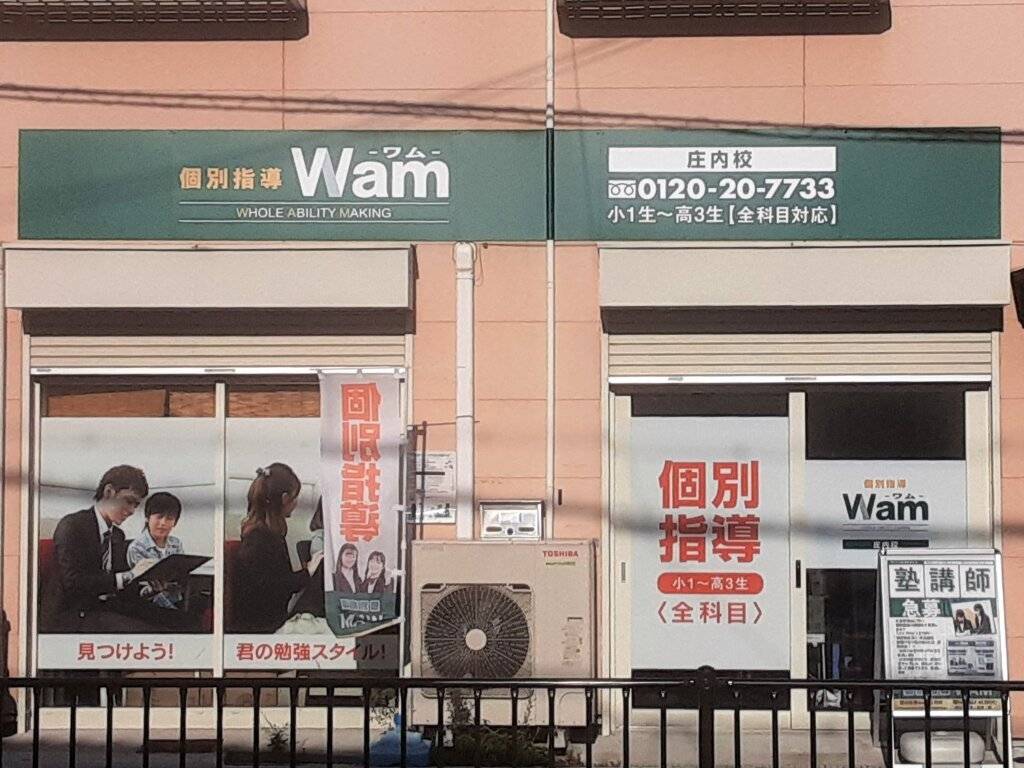 個別指導 Wam
-ワム-
WHOLE ABILITY MAKING
庄内校
0120-20-7733
小1生～高3生【全科目対応】
個別指導
見つけよう! 君の勉強スタイル!
TOSHIBA
個別
指導
小1～高3生
〈全科目〉
個別指導
-ワム-
Wam
庄内校
塾講師
急募